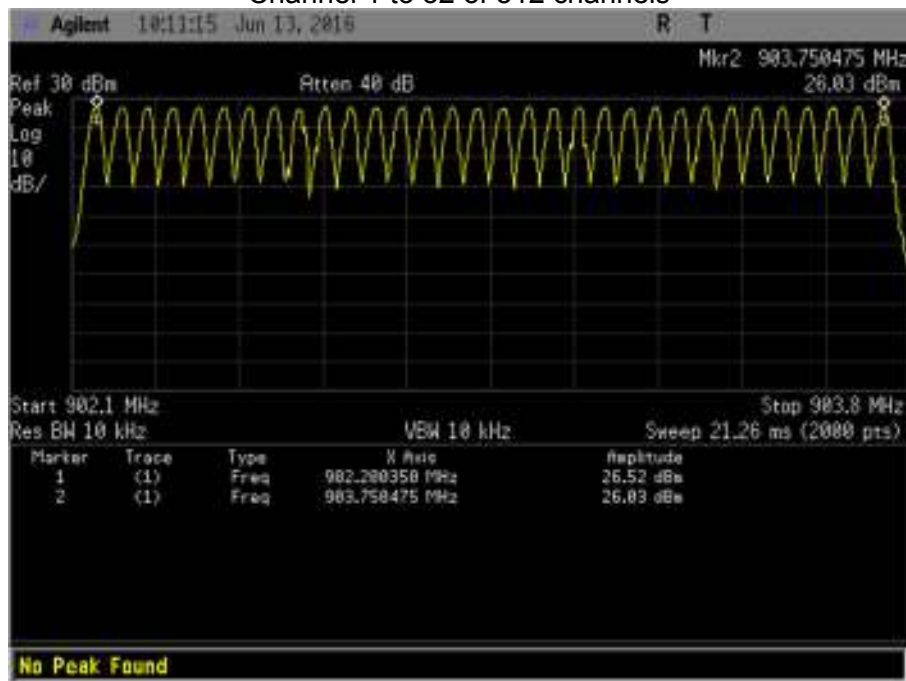 Channel 1 to 32 of 512 channels
Agilent 10:11:15 Jun 13, 2016 R T
Mkr2 903.750475 MHz
Ref 30 dBm Atten 40 dB 26.03 dBm
Peak
Log
10
dB/
Start 902.1 MHz Stop 903.8 MHz
Res BW 10 kHz VBW 10 kHz Sweep 21.26 ms (2000 pts)
Marker Trace Type X Axis Amplitude
1 (1) Freq 902.200350 MHz 26.52 dBm
2 (1) Freq 903.750475 MHz 26.03 dBm
No Peak Found